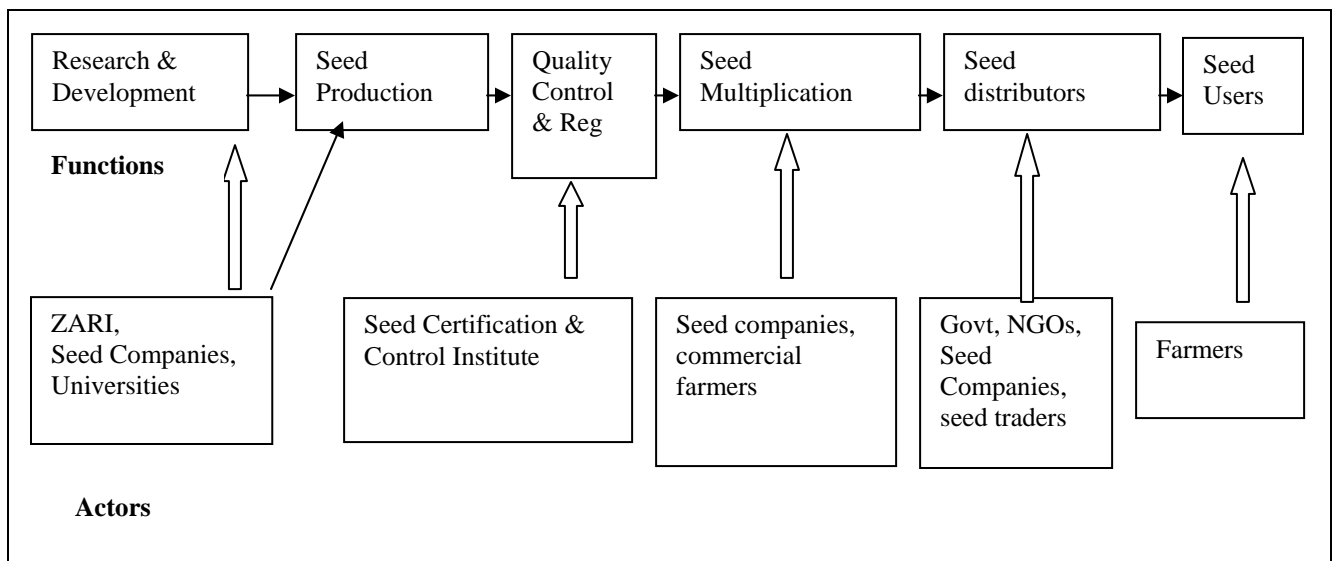 Research &
Development
Seed
Production
Quality
Control
& Reg
Seed
Multiplication
Seed
distributors
Seed
Users
Functions
ZARI,
Seed Companies,
Universities
Seed Certification &
Control Institute
Seed companies,
commercial
farmers
Govt, NGOs,
Seed
Companies,
seed traders
Farmers
Actors